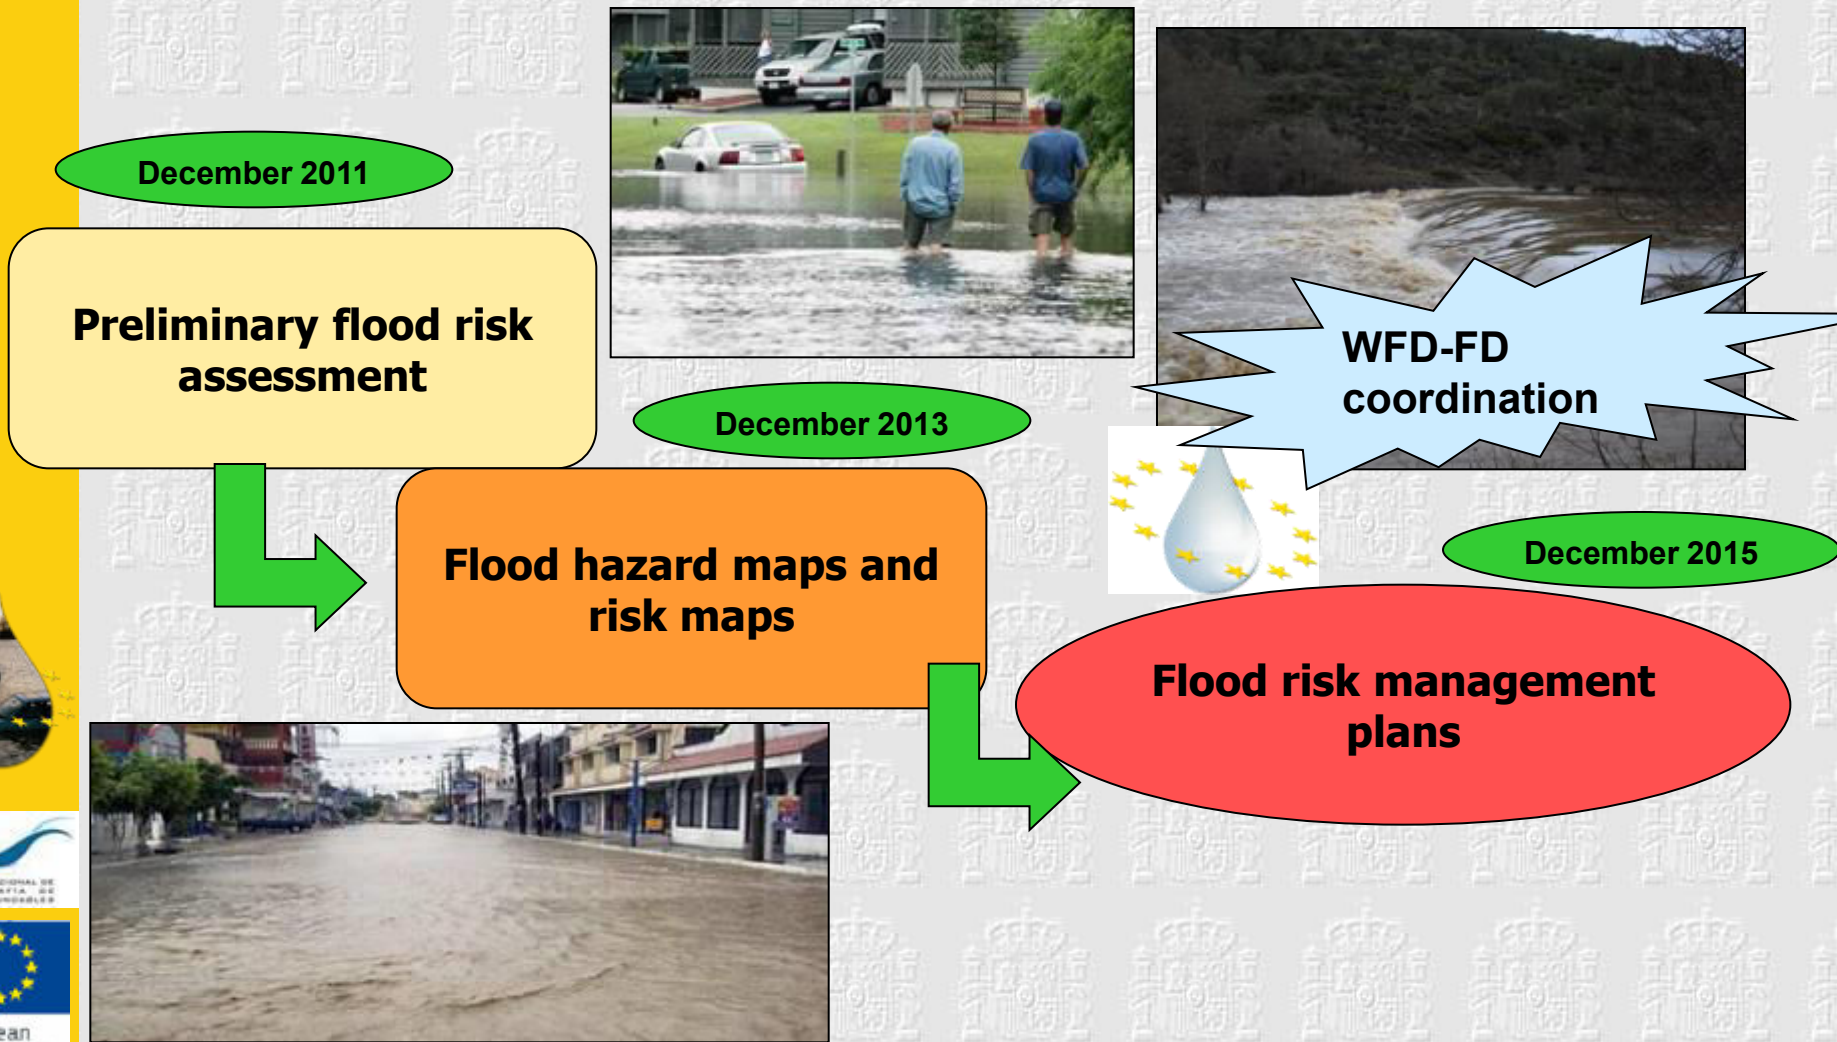 December 2011
Preliminary flood risk
assessment
WFD-FD
coordination
December 2013
Flood hazard maps and
risk maps
December 2015
Flood risk management
plans